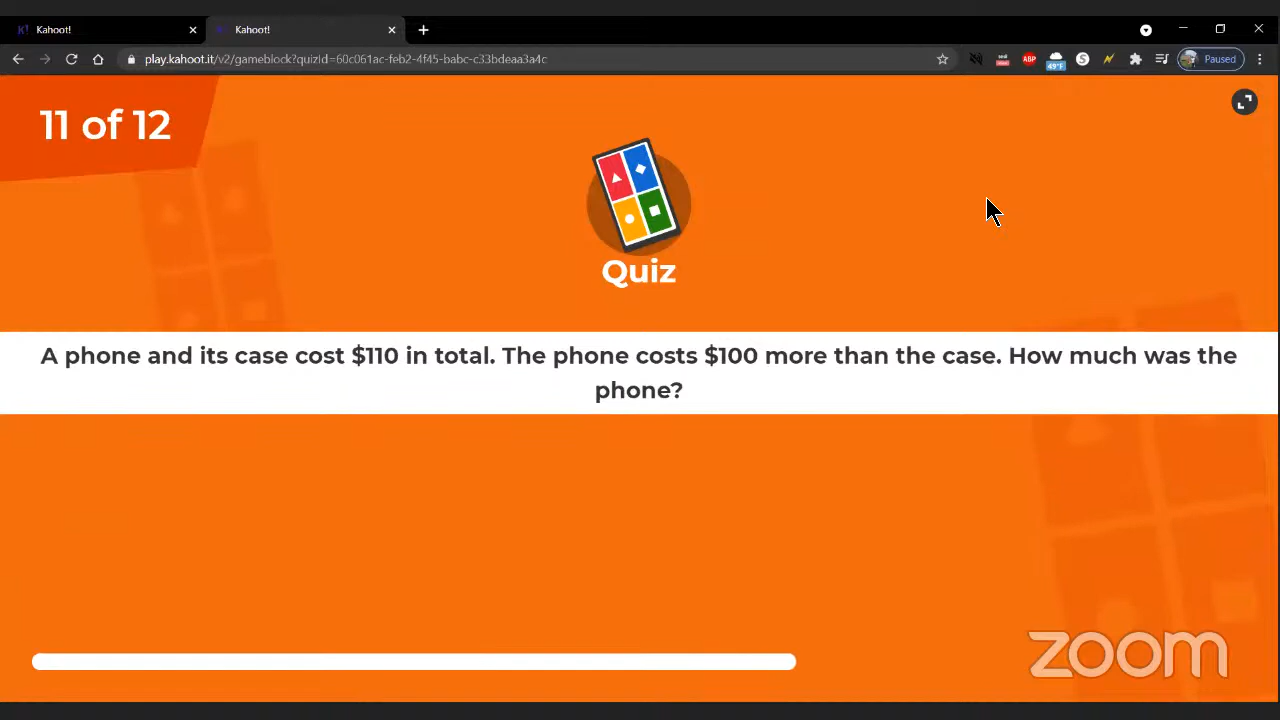 Kahoot!
Kahoot!
play.kahoot.it/v2/gameblock?quizId=60c061ac-feb2-4f45-babc-c33bdeaa3a4c
ABP
49°F
S
Paused
11 of 12
Quiz
A phone and its case cost $110 in total. The phone costs $100 more than the case. How much was the
phone?
zoom